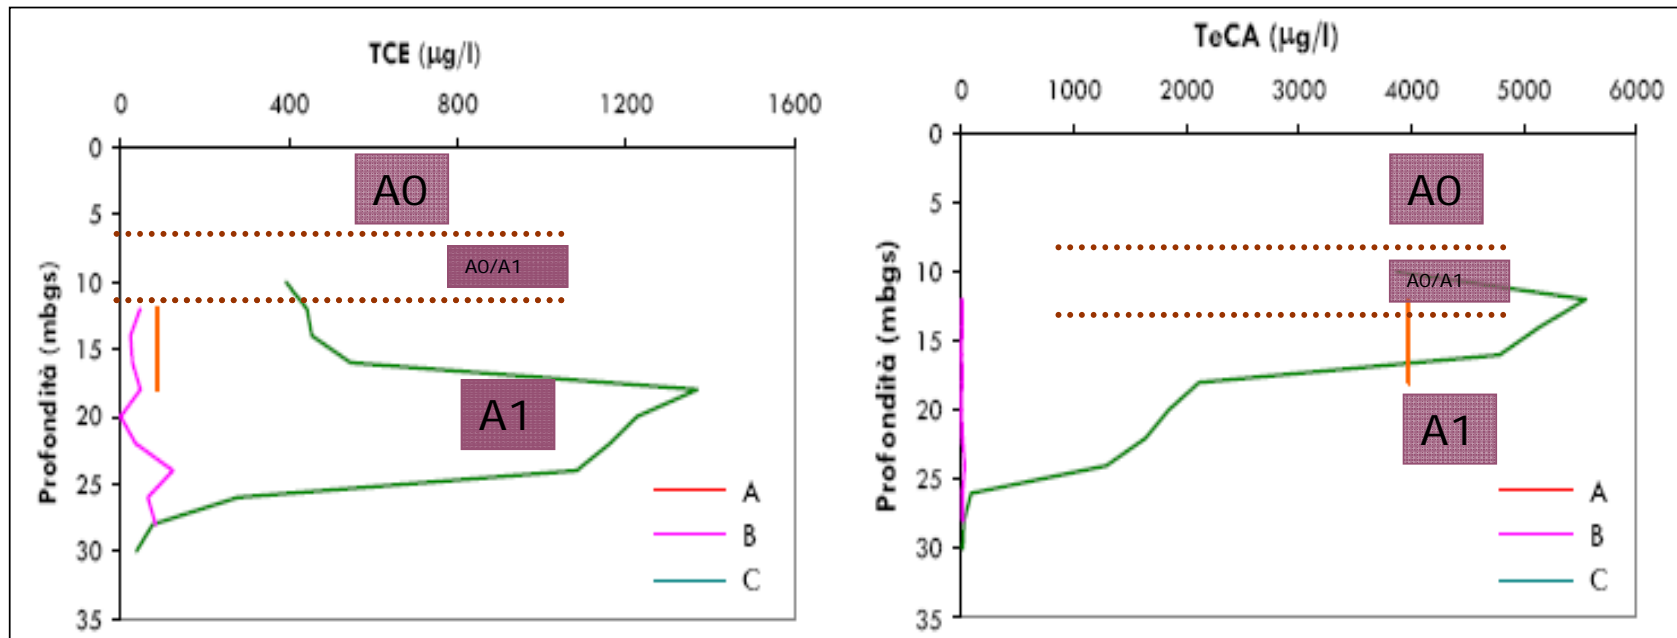 TCE (µg/l)
0 400 800 1200 1600
Profondità (mbgs)
0
5
10
15
20
25
30
35
A0
A0/A1
A1
A
B
C
TeCA (µg/l)
0 1000 2000 3000 4000 5000 6000
Profondità (mbgs)
0
5
10
15
20
25
30
35
A0
A0/A1
A1
A
B
C